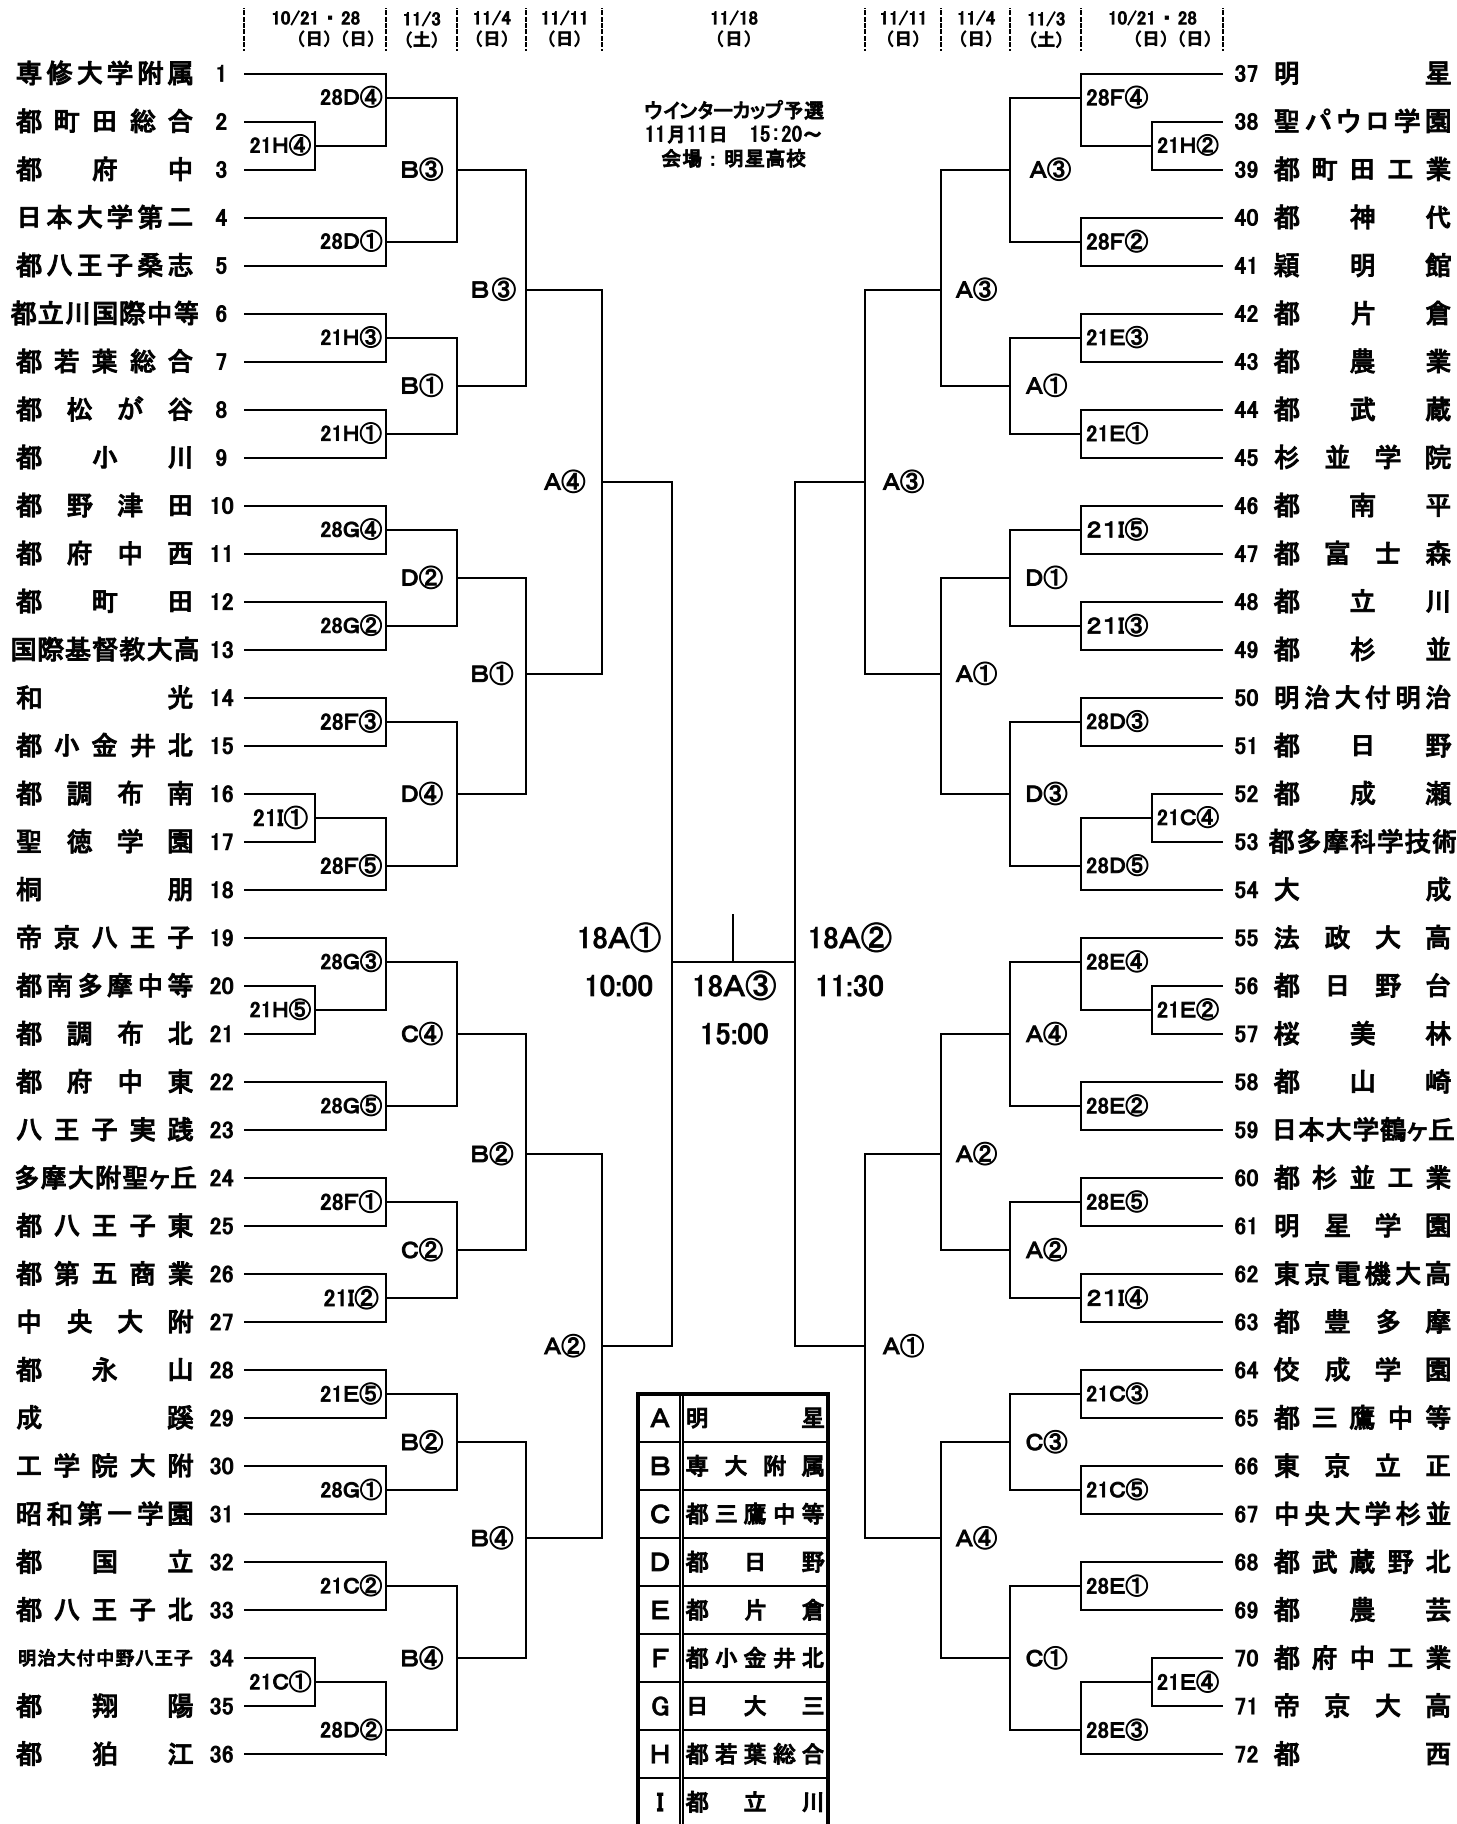 10/21・28 11/3 11/4 11/11 11/18 11/11 11/4 11/3 10/21・28
(日)(日) (土) (日) (日) (日) (日) (日) (土) (日)(日)
ウインターカップ予選
11月11日 15:20～
会場：明星高校
専修大学附属 1
都町田総合 2
都府中 3
日本大学第二 4
都八王子桑志 5
都立川国際中等 6
都若葉総合 7
都松が谷 8
都小川 9
都野津田 10
都府中西 11
都町田 12
国際基督教大高 13
和光 14
都小金井北 15
都調布南 16
聖徳学園 17
桐朋 18
帝京八王子 19
都南多摩中等 20
都調布北 21
都府中東 22
八王子実践 23
多摩大附聖ヶ丘 24
都八王子東 25
都第五商業 26
中央大附 27
都永山 28
成蹊 29
工学院大附 30
昭和第一学園 31
都国立 32
都八王子北 33
明治大付中野八王子 34
都翔陽 35
都狛江 36
28D④
21H④
28D①
21H③
21H①
28G④
28G②
28F③
21I①
28F⑤
28G③
21H⑤
28G⑤
28F①
21I②
21E⑤
28G①
21C②
21C①
28D②
B③
B①
D②
D④
C④
C②
B②
B④
B③
B①
B②
B④
A④
A②
18A①
10:00
18A③
15:00
18A②
11:30
A③
A①
A③
A①
A②
A④
A③
A①
D①
D③
A④
A②
C③
C①
28F④
21H②
28F②
21E③
21E①
21I⑤
21I③
28D③
21C④
28D⑤
28E④
21E②
28E②
28E⑤
21I④
21C③
21C⑤
28E①
21E④
28E③
37 明星
38 聖パウロ学園
39 都町田工業
40 都神代
41 穎明館
42 都片倉
43 都農業
44 都武蔵
45 杉並学院
46 都南平
47 都富士森
48 都立川
49 都杉並
50 明治大付明治
51 都日野
52 都成瀬
53 都多摩科学技術
54 大成
55 法政大高
56 都日野台
57 桜美林
58 都山崎
59 日本大学鶴ヶ丘
60 都杉並工業
61 明星学園
62 東京電機大高
63 都豊多摩
64 佼成学園
65 都三鷹中等
66 東京立正
67 中央大学杉並
68 都武蔵野北
69 都農芸
70 都府中工業
71 帝京大高
72 都西
A 明星
B 専大附属
C 都三鷹中等
D 都日野
E 都片倉
F 都小金井北
G 日大三
H 都若葉総合
I 都立川